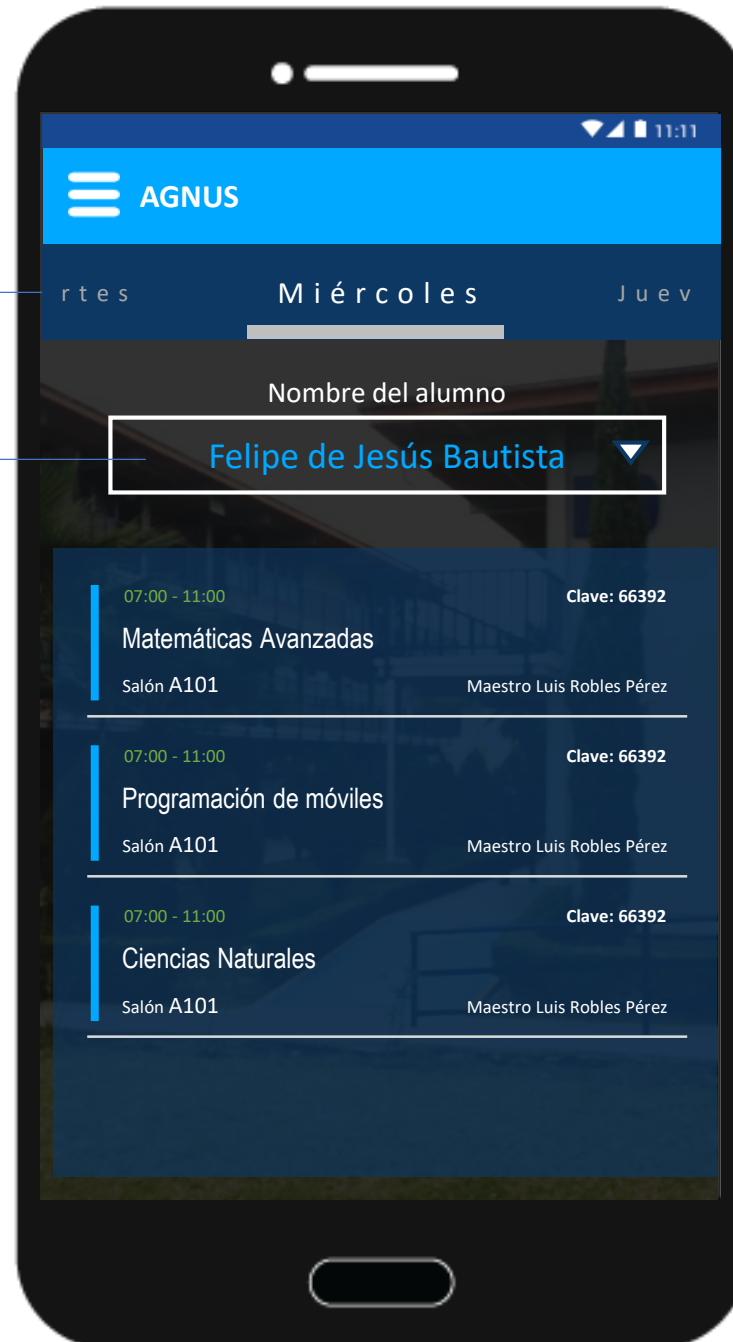 11:11
AGNUS
rtes Miércoles Juev
Nombre del alumno
Felipe de Jesús Bautista
07:00 - 11:00 Clave: 66392
Matemáticas Avanzadas
Salón A101 Maestro Luis Robles Pérez
07:00 - 11:00 Clave: 66392
Programación de móviles
Salón A101 Maestro Luis Robles Pérez
07:00 - 11:00 Clave: 66392
Ciencias Naturales
Salón A101 Maestro Luis Robles Pérez